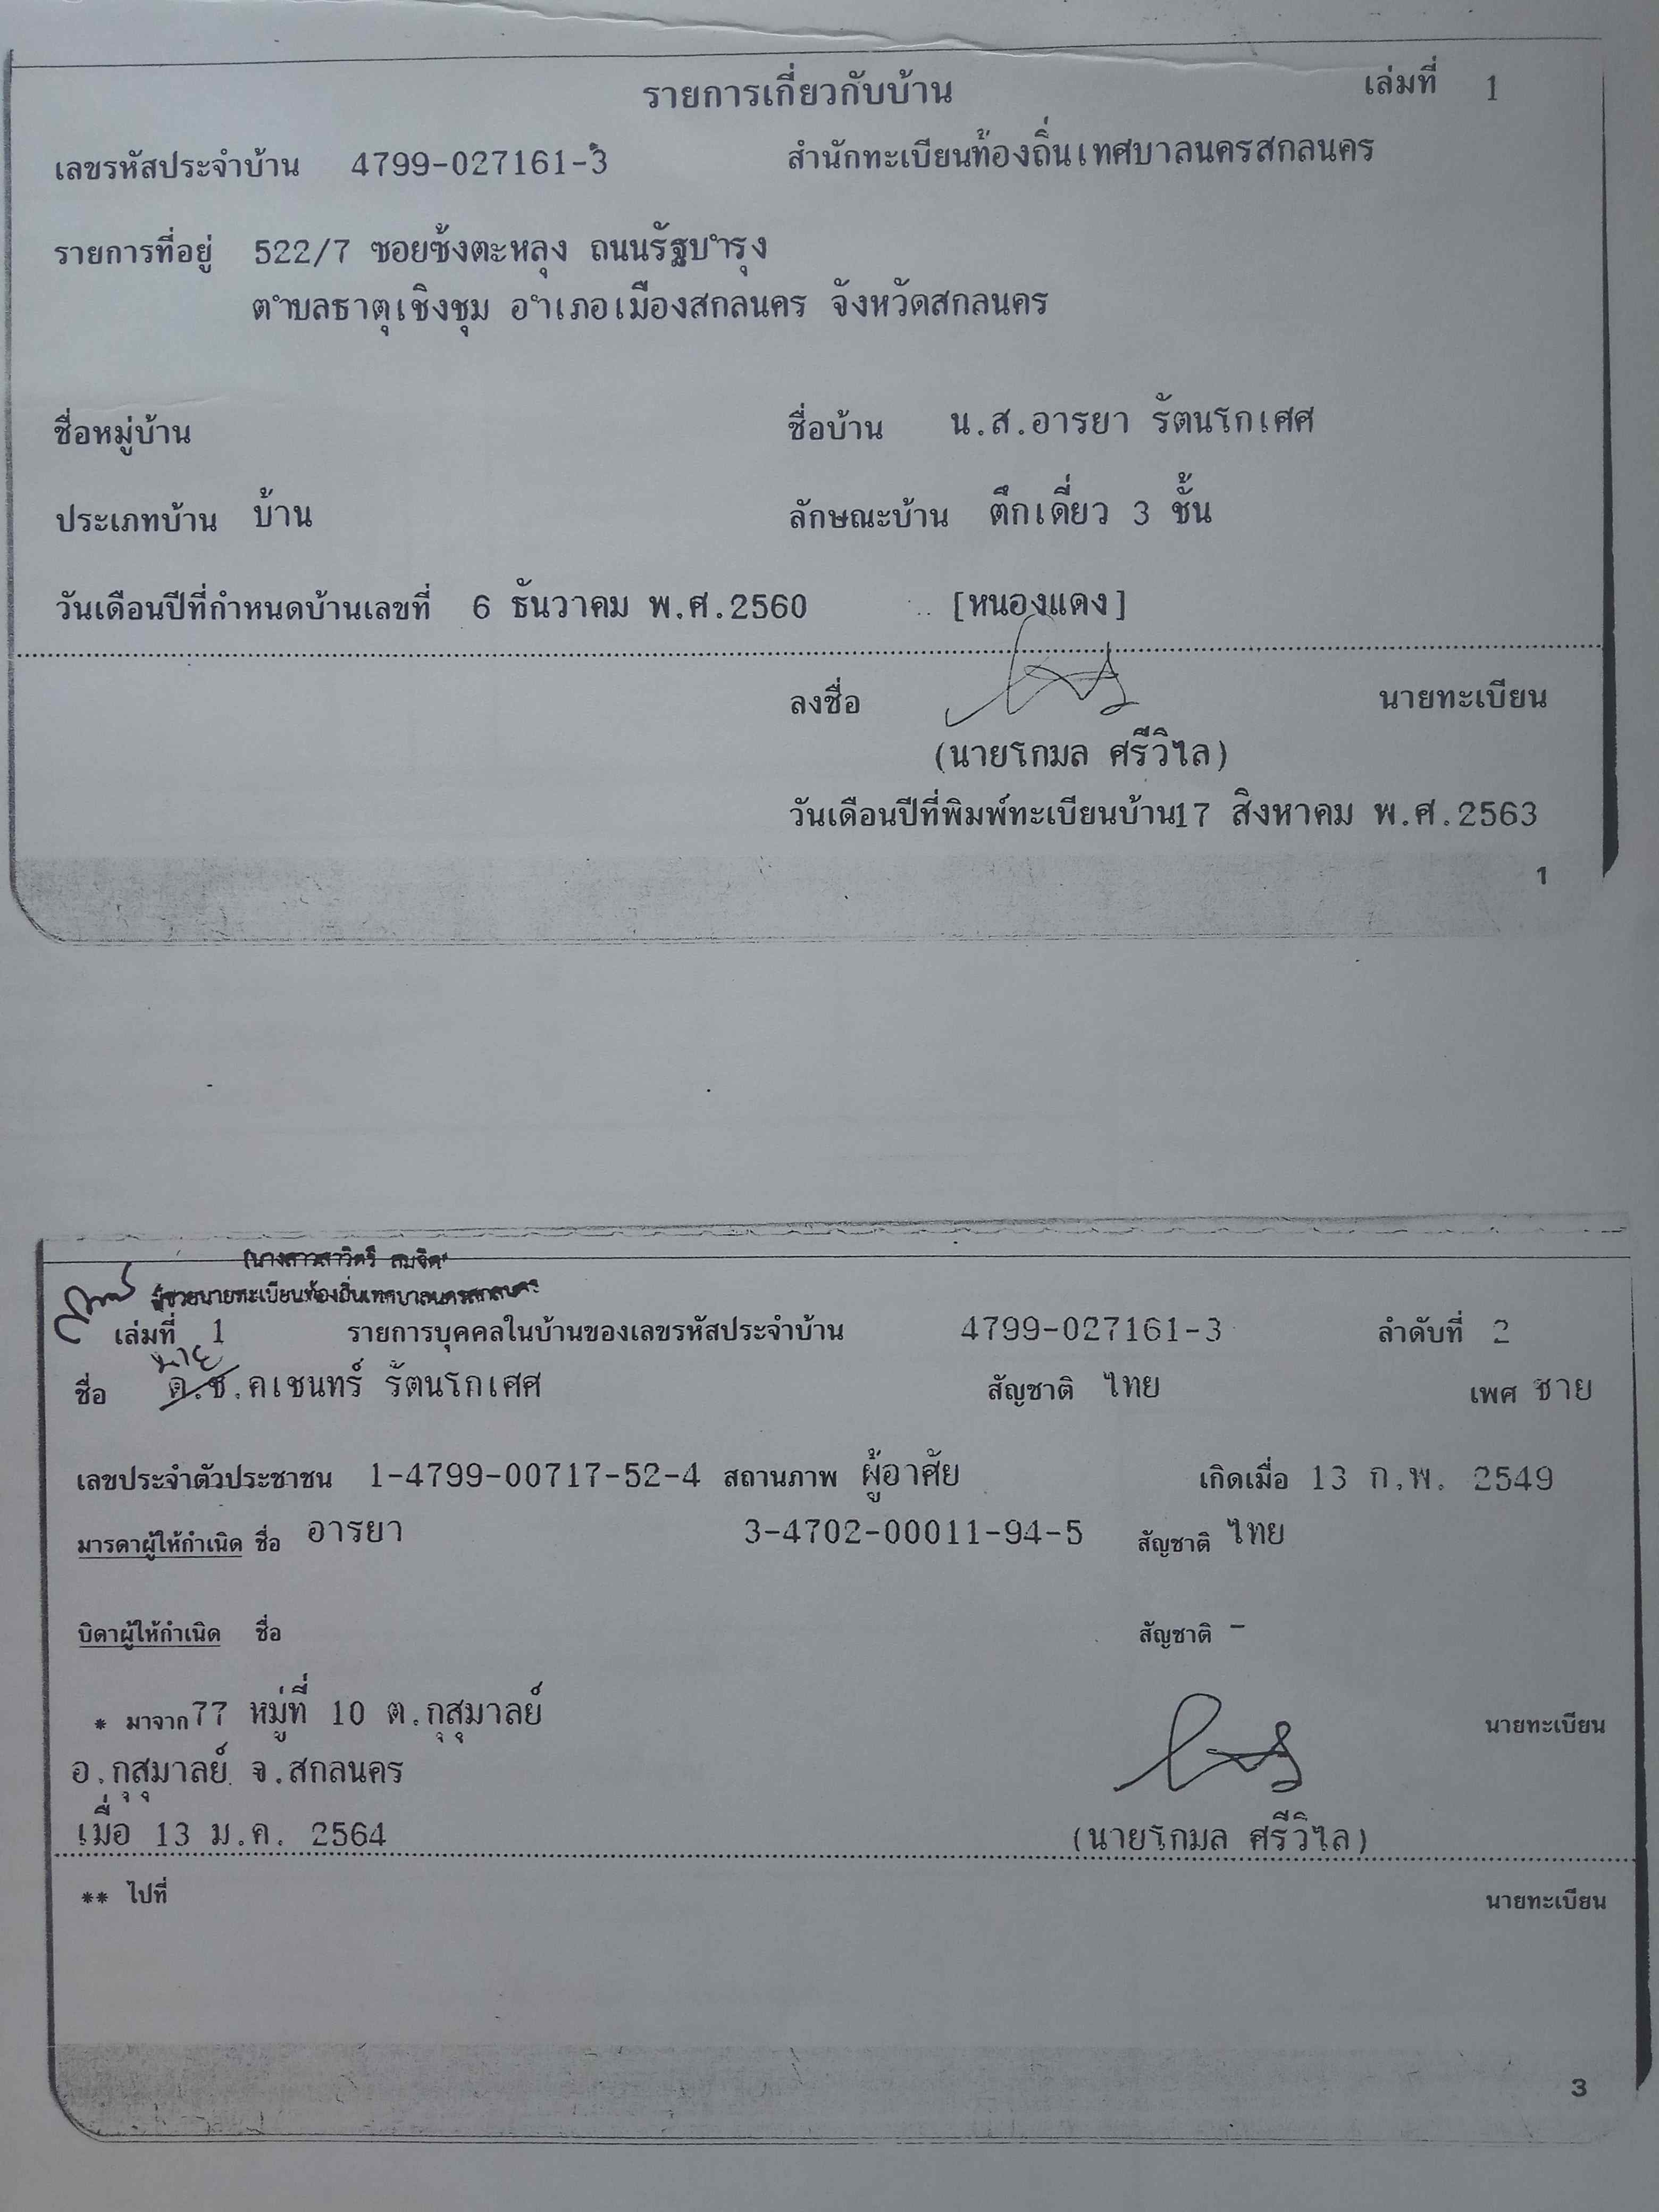 รายการเกี่ยวกับบ้าน เล่มที่ 1
เลขรหัสประจำบ้าน 4799-027161-3 สำนักทะเบียนท้องถิ่นเทศบาลนครสกลนคร
รายการที่อยู่ 522/7 ซอยซ้งตะหลุง ถนนรัฐบำรุง
ตำบลธาตุเชิงชุม อำเภอเมืองสกลนคร จังหวัดสกลนคร
ชื่อหมู่บ้าน ชื่อบ้าน น.ส.อารยา รัตนโกเศศ
ประเภทบ้าน บ้าน ลักษณะบ้าน ตึกเดี่ยว 3 ชั้น
วันเดือนปีที่กำหนดบ้านเลขที่ 6 ธันวาคม พ.ศ.2560 [หนองแดง]
ลงชื่อ นายทะเบียน
(นายโกมล ศรีวิไล)
วันเดือนปีที่พิมพ์ทะเบียนบ้าน17 สิงหาคม พ.ศ.2563
1
(นางสาวสาวิตรี สมจิต)
ผู้ช่วยนายทะเบียนท้องถิ่นเทศบาลนครสกลนคร
เล่มที่ 1 รายการบุคคลในบ้านของเลขรหัสประจำบ้าน 4799-027161-3 ลำดับที่ 2
นาย
ชื่อ ด.ช.คเชนทร์ รัตนโกเศศ สัญชาติ ไทย เพศ ชาย
เลขประจำตัวประชาชน 1-4799-00717-52-4 สถานภาพ ผู้อาศัย เกิดเมื่อ 13 ก.พ. 2549
มารดาผู้ให้กำเนิด ชื่อ อารยา 3-4702-00011-94-5 สัญชาติ ไทย
บิดาผู้ให้กำเนิด ชื่อ สัญชาติ -
* มาจาก 77 หมู่ที่ 10 ต.กุสุมาลย์ นายทะเบียน
อ.กุสุมาลย์ จ.สกลนคร
เมื่อ 13 ม.ค. 2564 (นายโกมล ศรีวิไล)
** ไปที่ นายทะเบียน
3